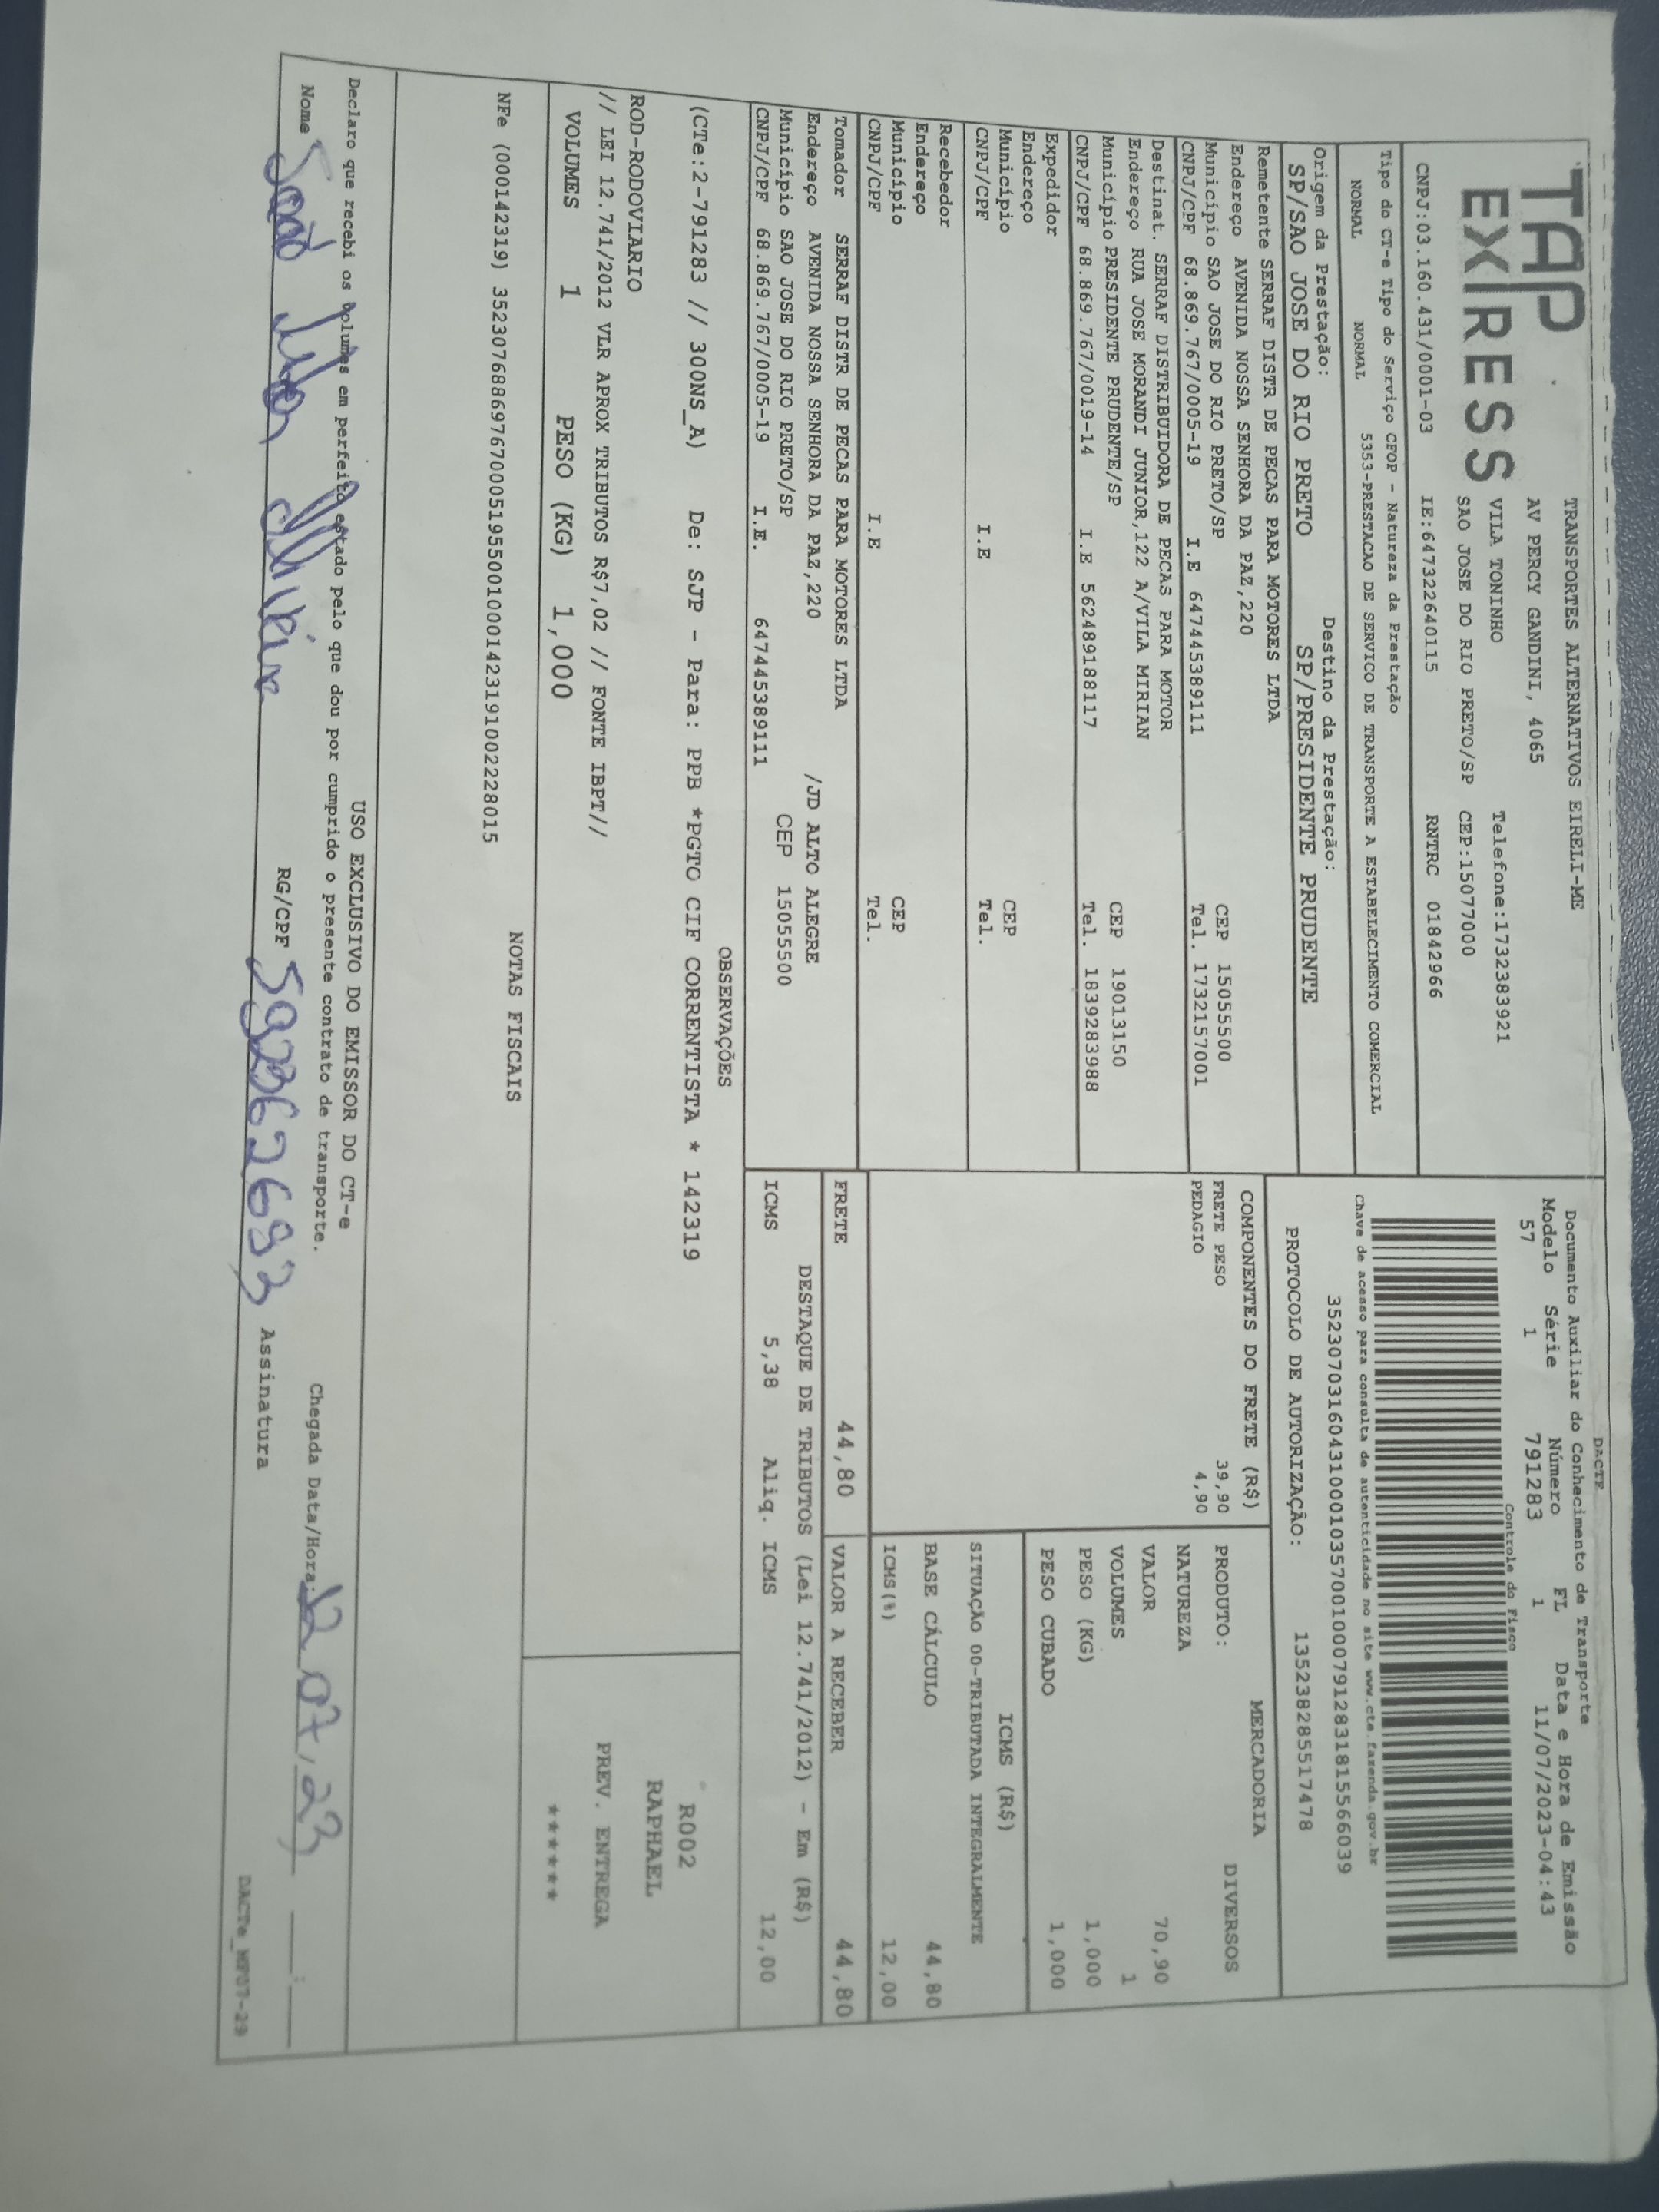 TAP
EXPRESS
TRANSPORTES ALTERNATIVOS EIRELI-ME
AV PERCY GANDINI, 4065
VILA TONINHO Telefone:1732383921
SAO JOSE DO RIO PRETO/SP CEP:15077000
CNPJ:03.160.431/0001-03 IE:647322640115 RNTRC 01842966
DACTE
Documento Auxiliar do Conhecimento de Transporte
Modelo Série Número FL Data e Hora de Emissão
57 1 791283 1 11/07/2023-04:43
Controle do Fisco
Chave de acesso para consulta de autenticidade no site www.cte.fazenda.gov.br
35230703160431000103570010007912831815566039
PROTOCOLO DE AUTORIZAÇÃO: 135238285517478
Tipo do CT-e Tipo do Serviço CFOP - Natureza da Prestação
NORMAL NORMAL 5353-PRESTACAO DE SERVICO DE TRANSPORTE A ESTABELECIMENTO COMERCIAL
Origem da Prestação: Destino da Prestação:
SP/SAO JOSE DO RIO PRETO SP/PRESIDENTE PRUDENTE
Remetente SERRAF DISTR DE PECAS PARA MOTORES LTDA
Endereço AVENIDA NOSSA SENHORA DA PAZ,220
Município SAO JOSE DO RIO PRETO/SP CEP 15055500
CNPJ/CPF 68.869.767/0005-19 I.E 647445389111 Tel. 1732157001
Destinat. SERRAF DISTRIBUIDORA DE PECAS PARA MOTOR
Endereço RUA JOSE MORANDI JUNIOR,122 A/VILA MIRIAN
Município PRESIDENTE PRUDENTE/SP CEP 19013150
CNPJ/CPF 68.869.767/0019-14 I.E 562489188117 Tel. 1839283988
Expedidor
Endereço
Município CEP
CNPJ/CPF I.E Tel.
Recebedor
Endereço
Município CEP
CNPJ/CPF I.E Tel.
Tomador SERRAF DISTR DE PECAS PARA MOTORES LTDA
Endereço AVENIDA NOSSA SENHORA DA PAZ,220 /JD ALTO ALEGRE
Município SAO JOSE DO RIO PRETO/SP CEP 15055500
CNPJ/CPF 68.869.767/0005-19 I.E. 647445389111
COMPONENTES DO FRETE (R$)
FRETE PESO 39,90
PEDAGIO 4,90
MERCADORIA
PRODUTO: DIVERSOS
NATUREZA
VALOR 70,90
VOLUMES 1
PESO (KG) 1,000
PESO CUBADO 1,000
ICMS (R$)
SITUAÇÃO 00-TRIBUTADA INTEGRALMENTE
BASE CÁLCULO 44,80
ICMS(%) 12,00
FRETE 44,80 VALOR A RECEBER 44,80
DESTAQUE DE TRIBUTOS (Lei 12.741/2012) - Em (R$)
ICMS 5,38 Aliq. ICMS 12,00
OBSERVAÇÕES
(CTe:2-791283 // 300NS_A) De: SJP - Para: PPB *PGTO CIF CORRENTISTA * 142319
ROD-RODOVIARIO
// LEI 12.741/2012 VLR APROX TRIBUTOS R$7,02 // FONTE IBPT//
VOLUMES 1 PESO (KG) 1,000
R002
RAPHAEL
PREV. ENTREGA
******
NOTAS FISCAIS
NFe (000142319) 35230768869767000519550010001423191002228015
USO EXCLUSIVO DO EMISSOR DO CT-e
Declaro que recebi os volumes em perfeito estado pelo que dou por cumprido o presente contrato de transporte. Chegada Data/Hora: 12 07, 23 :
Nome João RG/CPF 592362693 Assinatura